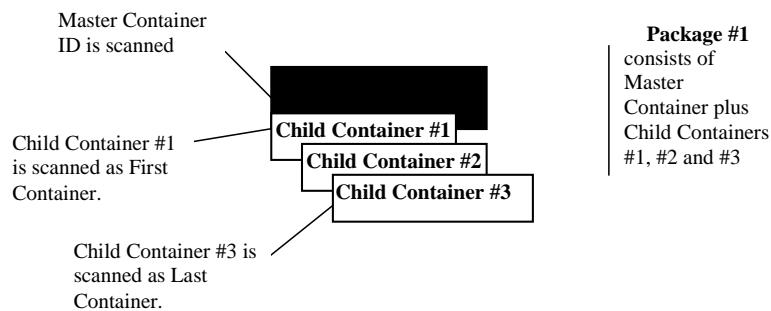 Master Container
ID is scanned
Package #1
consists of
Master
Container plus
Child Containers
#1, #2 and #3
Child Container #1
Child Container #1
is scanned as First
Container.
Child Container #2
Child Container #3
Child Container #3 is
scanned as Last
Container.